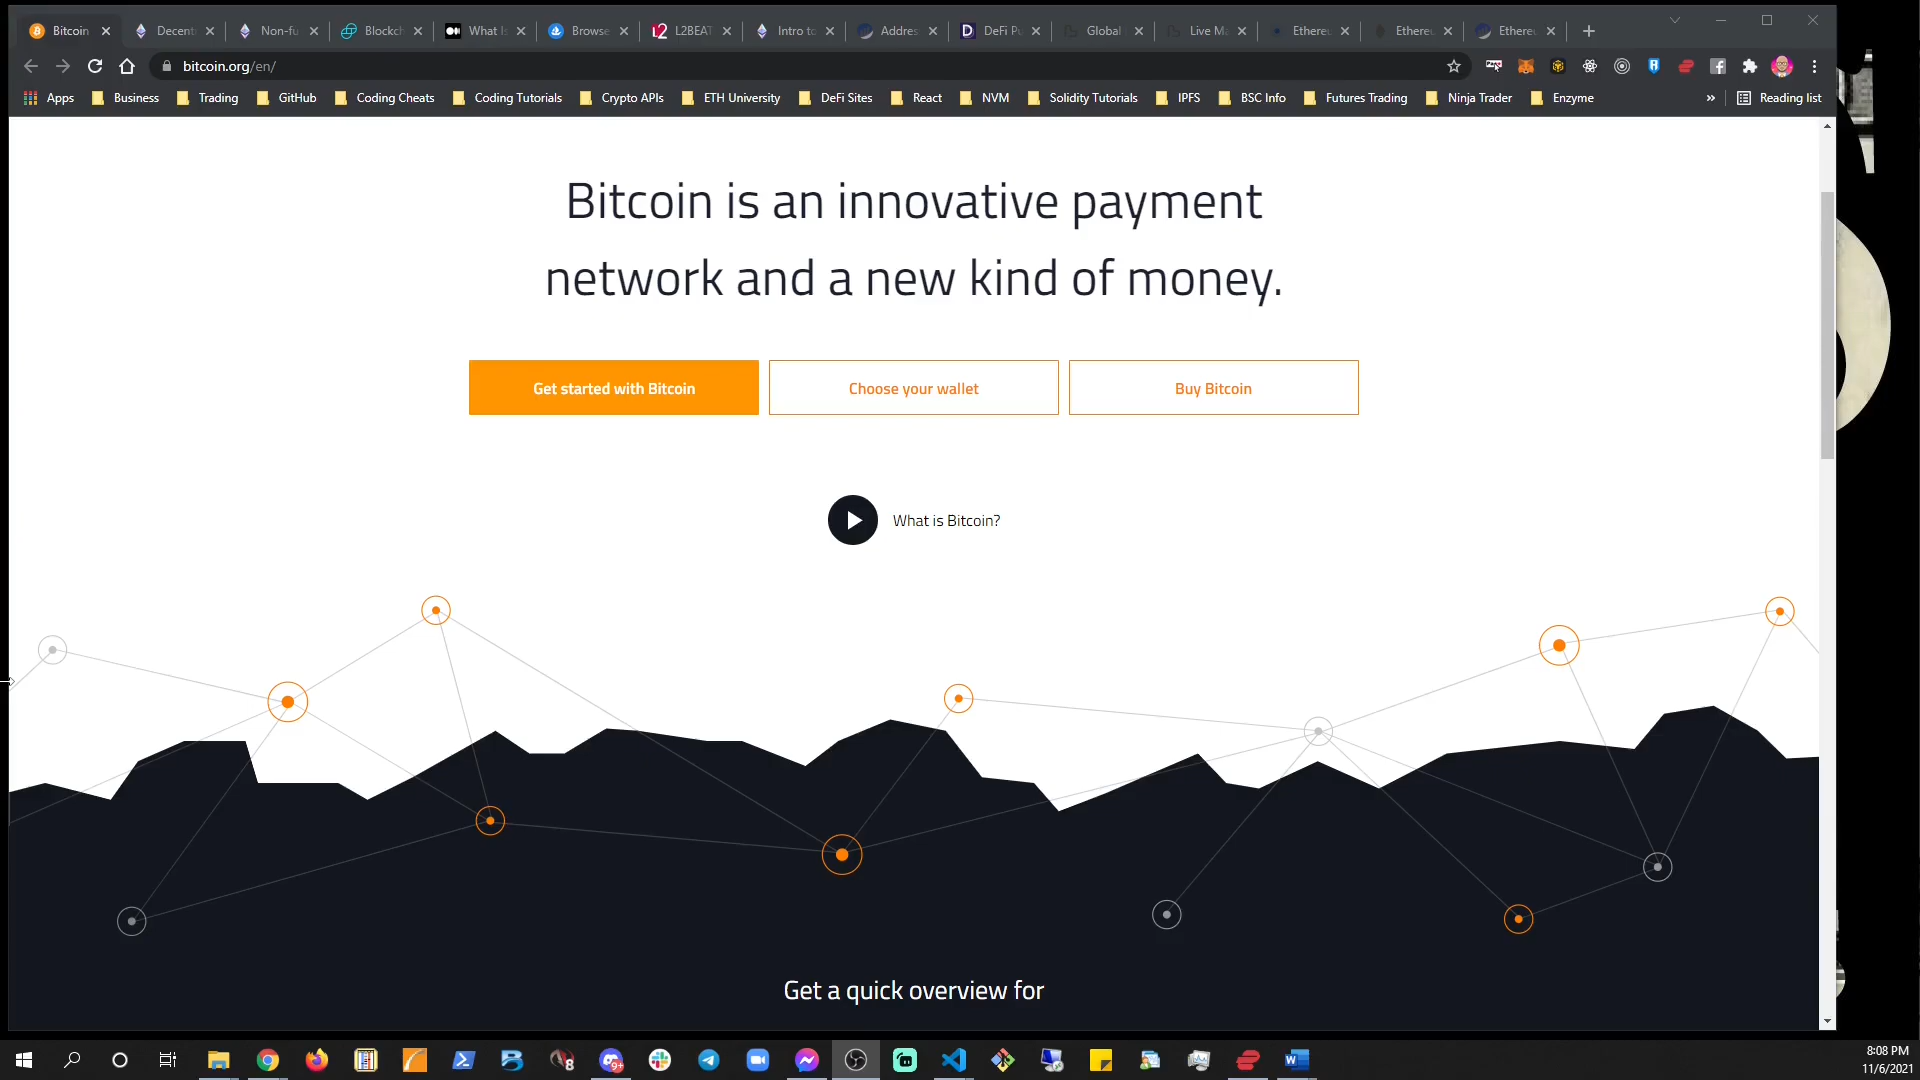 Bitcoin
Decent
Non-fu
Blockch
What Is
Browse
L2BEAT
Intro to
Addres
DeFi Pu
Global
Live Ma
Ethereu
Ethereu
Ethereu
bitcoin.org/en/
Apps
Business
Trading
GitHub
Coding Cheats
Coding Tutorials
Crypto APIs
ETH University
DeFi Sites
React
NVM
Solidity Tutorials
IPFS
BSC Info
Futures Trading
Ninja Trader
Enzyme
»
Reading list
Bitcoin is an innovative payment
network and a new kind of money.
Get started with Bitcoin
Choose your wallet
Buy Bitcoin
What is Bitcoin?
Get a quick overview for
8:08 PM
11/6/2021